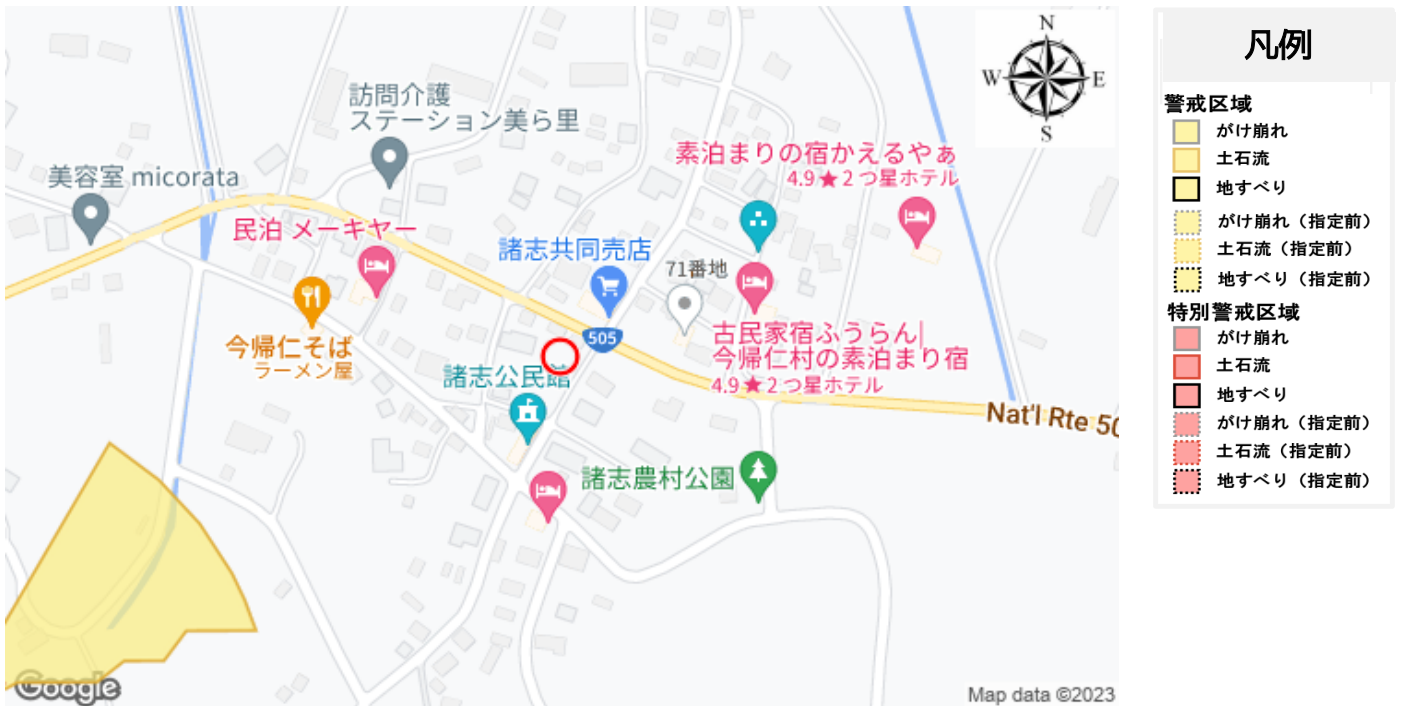 N
W
E
S
訪問介護
ステーション美ら里
素泊まりの宿かえるやぁ
4.9★2つ星ホテル
美容室 micorata
民泊 メーキヤー
諸志共同売店
71番地
505
古民家宿ふうらん|
今帰仁村の素泊まり宿
4.9★2つ星ホテル
今帰仁そば
ラーメン屋
諸志公民館
Nat'l Rte 50
諸志農村公園
Google
Map data ©2023
凡例
警戒区域
がけ崩れ
土石流
地すべり
がけ崩れ（指定前）
土石流（指定前）
地すべり（指定前）
特別警戒区域
がけ崩れ
土石流
地すべり
がけ崩れ（指定前）
土石流（指定前）
地すべり（指定前）